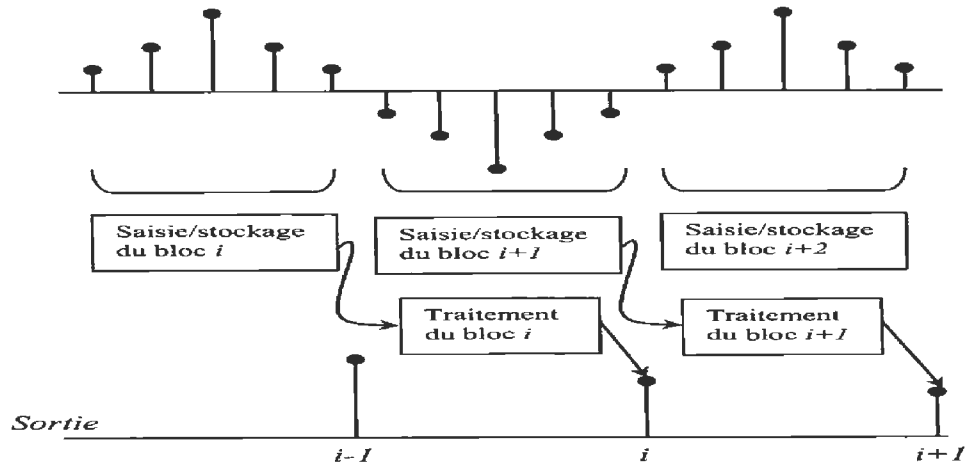 Saisie/stockage
du bloc i
Saisie/stockage
du bloc i+1
Saisie/stockage
du bloc i+2
Traitement
du bloc i
Traitement
du bloc i+1
Sortie
i-1
i
i+1